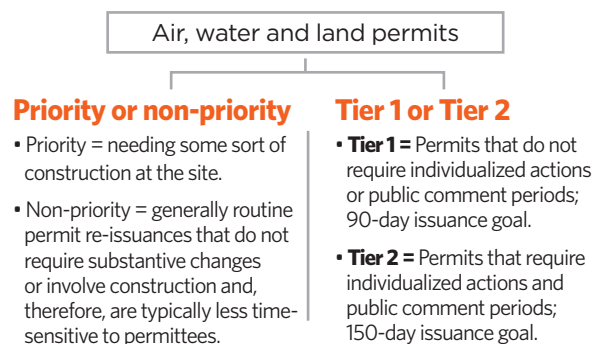 Air, water and land permits
Priority or non-priority
• Priority = needing some sort of
construction at the site.
• Non-priority = generally routine
permit re-issuances that do not
require substantive changes
or involve construction and,
therefore, are typically less time-
sensitive to permittees.
Tier 1 or Tier 2
• Tier 1 = Permits that do not
require individualized actions
or public comment periods;
90-day issuance goal.
• Tier 2 = Permits that require
individualized actions and
public comment periods;
150-day issuance goal.